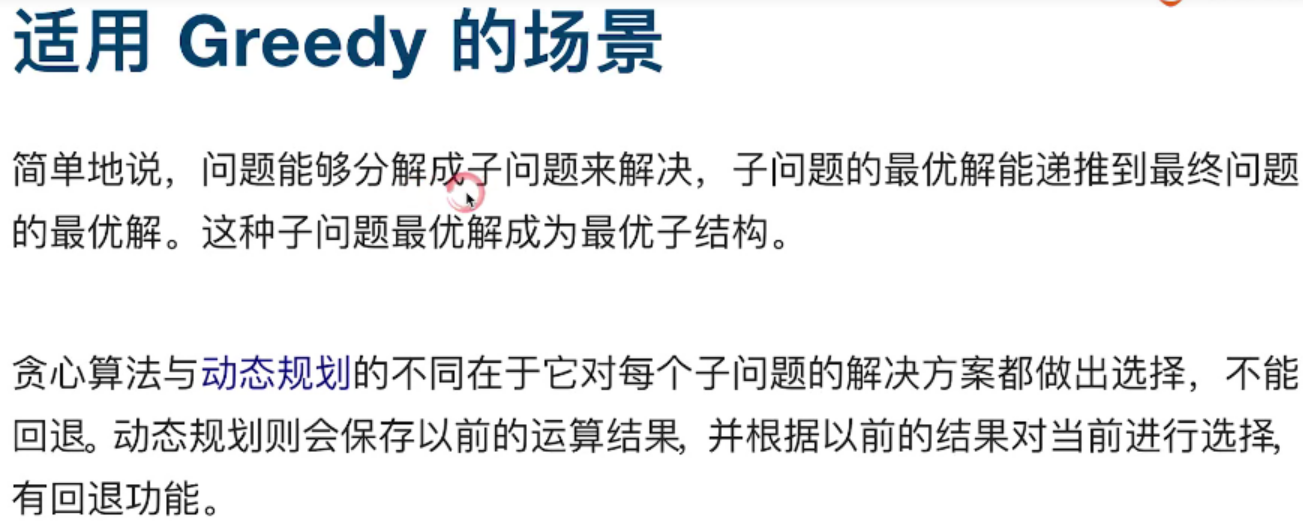 适用 Greedy 的场景
简单地说，问题能够分解成子问题来解决，子问题的最优解能递推到最终问题
的最优解。这种子问题最优解成为最优子结构。
贪心算法与动态规划的不同在于它对每个子问题的解决方案都做出选择，不能
回退。动态规划则会保存以前的运算结果，并根据以前的结果对当前进行选择，
有回退功能。